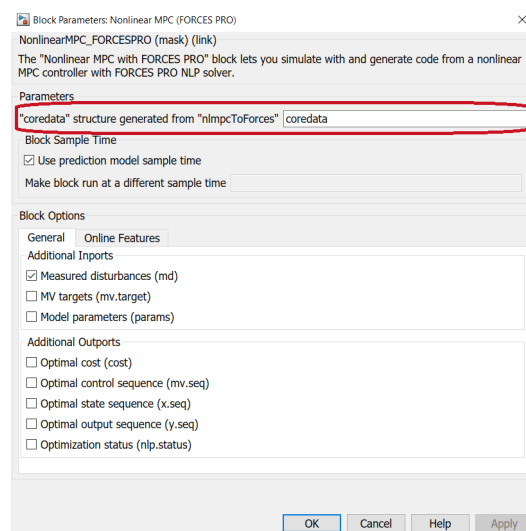 Block Parameters: Nonlinear MPC (FORCES PRO)
NonlinearMPC_FORCESPRO (mask) (link)
The "Nonlinear MPC with FORCES PRO" block lets you simulate with and generate code from a nonlinear
MPC controller with FORCES PRO NLP solver.
Parameters
"coredata" structure generated from "nlmpcToForces" coredata
Block Sample Time
Use prediction model sample time
Make block run at a different sample time
Block Options
General Online Features
Additional Inports
Measured disturbances (md)
MV targets (mv.target)
Model parameters (params)
Additional Outports
Optimal cost (cost)
Optimal control sequence (mv.seq)
Optimal state sequence (x.seq)
Optimal output sequence (y.seq)
Optimization status (nlp.status)
OK Cancel Help Apply